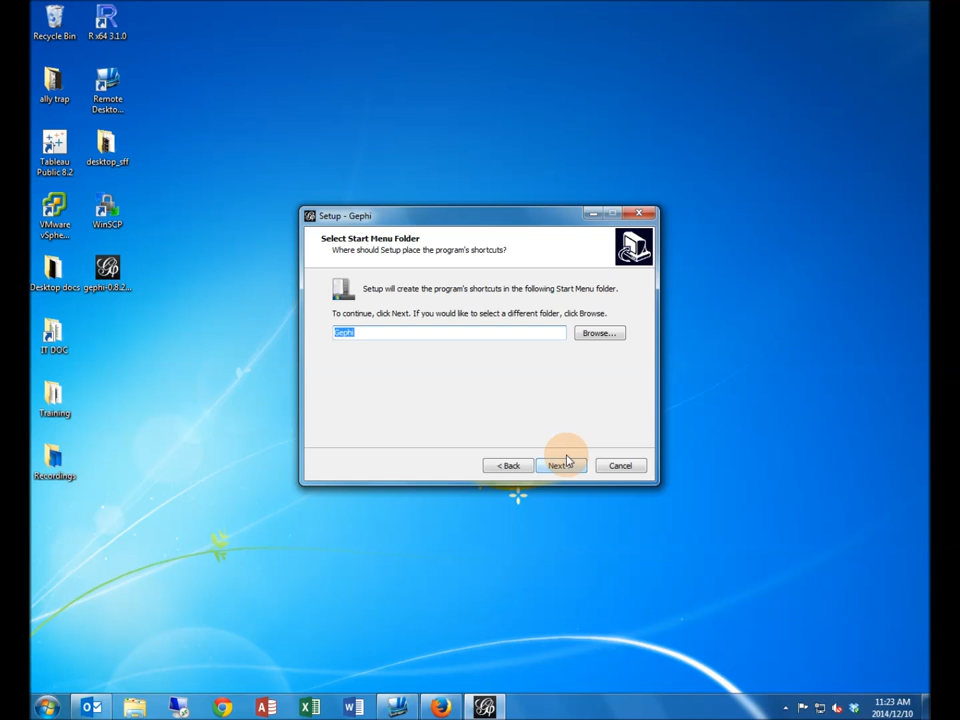 Recycle Bin
R x64 3.1.0
ally trap
Remote
Deskto...
Tableau
Public 8.2
desktop_sff
VMware
vSphe...
WinSCP
Desktop docs
gephi-0.8.2...
IT DOC
Training
Recordings
Setup - Gephi
Select Start Menu Folder
Where should Setup place the program's shortcuts?
Setup will create the program's shortcuts in the following Start Menu folder.
To continue, click Next. If you would like to select a different folder, click Browse.
Gephi
Browse...
< Back
Next >
Cancel
11:23 AM
2014/12/10